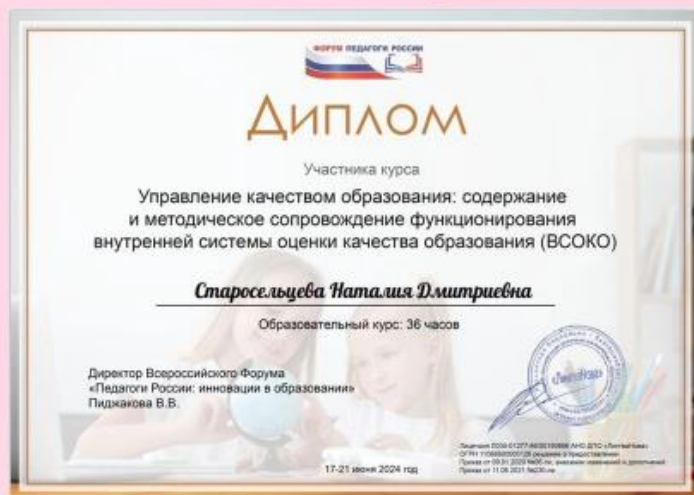 ФОРУМ ПЕДАГОГИ РОССИИ
ДИПЛОМ
Участника курса
Управление качеством образования: содержание
и методическое сопровождение функционирования
внутренней системы оценки качества образования (ВСОКО)
Старосельцева Наталия Дмитриевна
Образовательный курс: 36 часов
Директор Всероссийского Форума
«Педагоги России: инновации в образовании»
Пиджакова В.В.
17-21 июня 2024 год